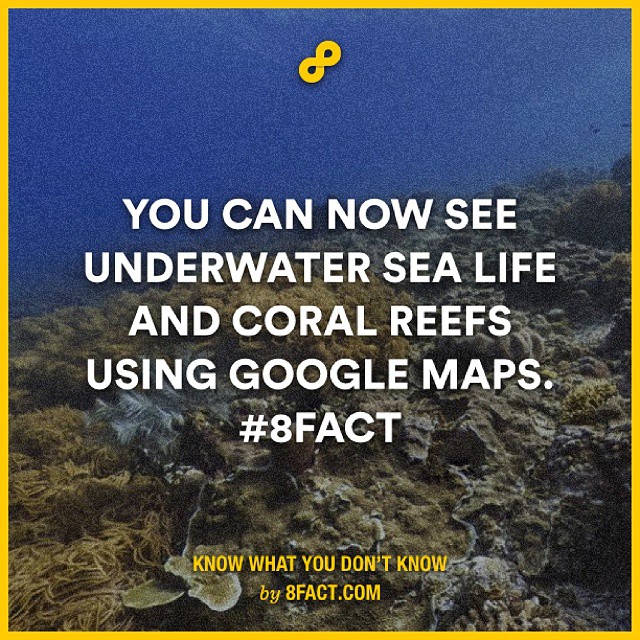 YOU CAN NOW SEE
UNDERWATER SEA LIFE
AND CORAL REEFS
USING GOOGLE MAPS.
#8FACT
KNOW WHAT YOU DON'T KNOW
by 8FACT.COM